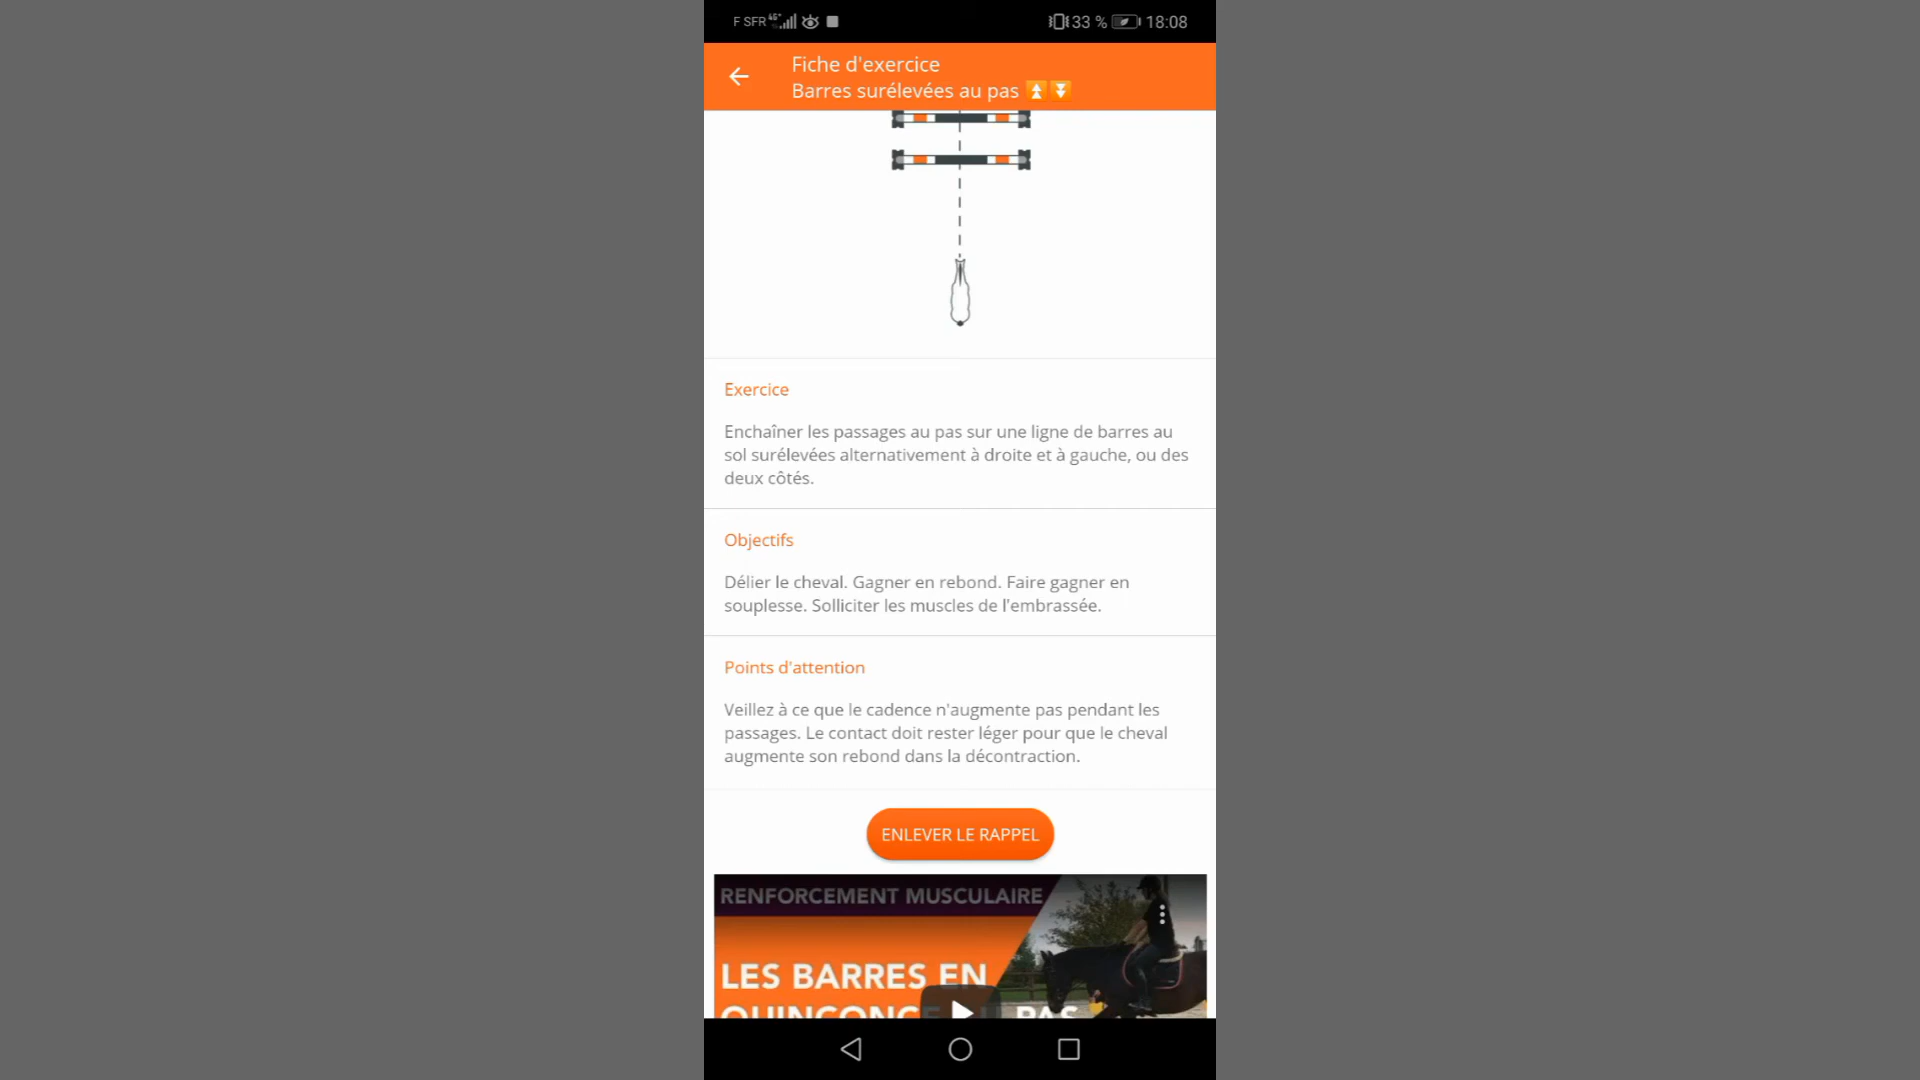 F SFR 4G+ 33 % 18:08
Fiche d'exercice
Barres surélevées au pas
Exercice
Enchaîner les passages au pas sur une ligne de barres au
sol surélevées alternativement à droite et à gauche, ou des
deux côtés.
Objectifs
Délier le cheval. Gagner en rebond. Faire gagner en
souplesse. Solliciter les muscles de l'embrassée.
Points d'attention
Veillez à ce que le cadence n'augmente pas pendant les
passages. Le contact doit rester léger pour que le cheval
augmente son rebond dans la décontraction.
ENLEVER LE RAPPEL
RENFORCEMENT MUSCULAIRE
LES BARRES EN
PAS